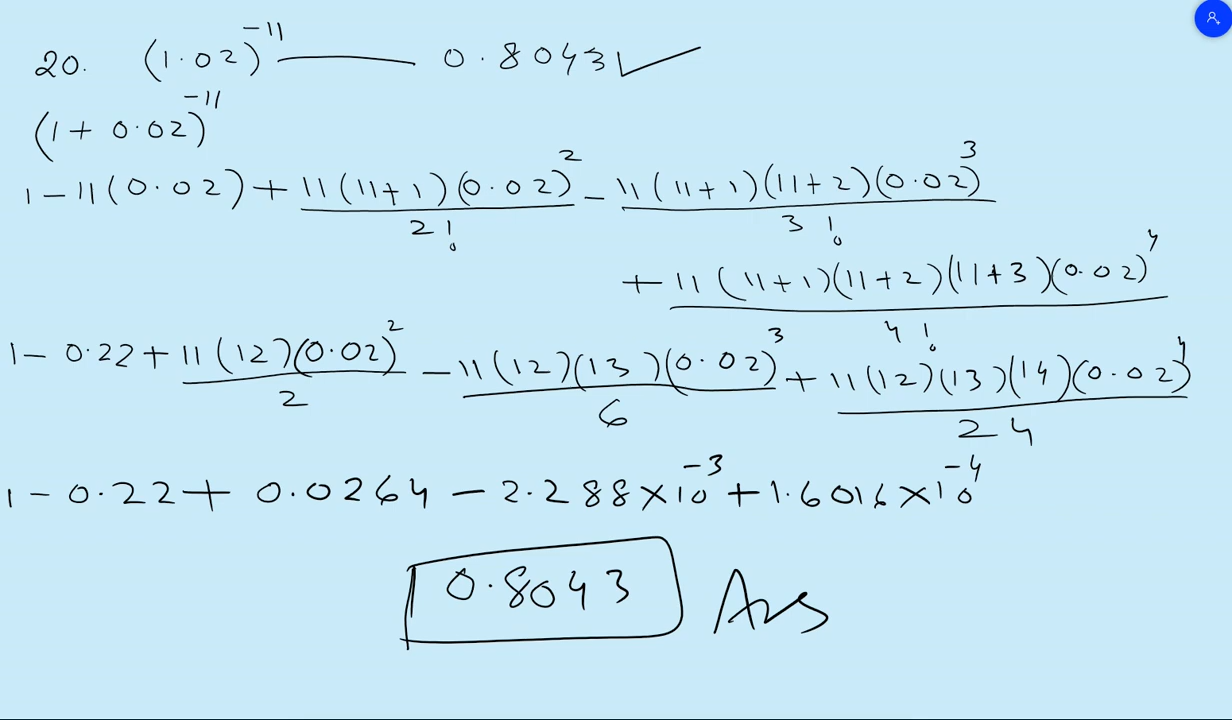 20. (1.02)^-11 ——— 0.8043 ✓
(1 + 0.02)^-11
1 - 11(0.02) + 11(11+1)(0.02)^2 / 2! - 11(11+1)(11+2)(0.02)^3 / 3!
+ 11(11+1)(11+2)(11+3)(0.02)^4 / 4!
1 - 0.22 + 11(12)(0.02)^2 / 2 - 11(12)(13)(0.02)^3 / 6 + 11(12)(13)(14)(0.02)^4 / 24
1 - 0.22 + 0.0264 - 2.288×10^-3 + 1.6016×10^-4
0.8043 Ans